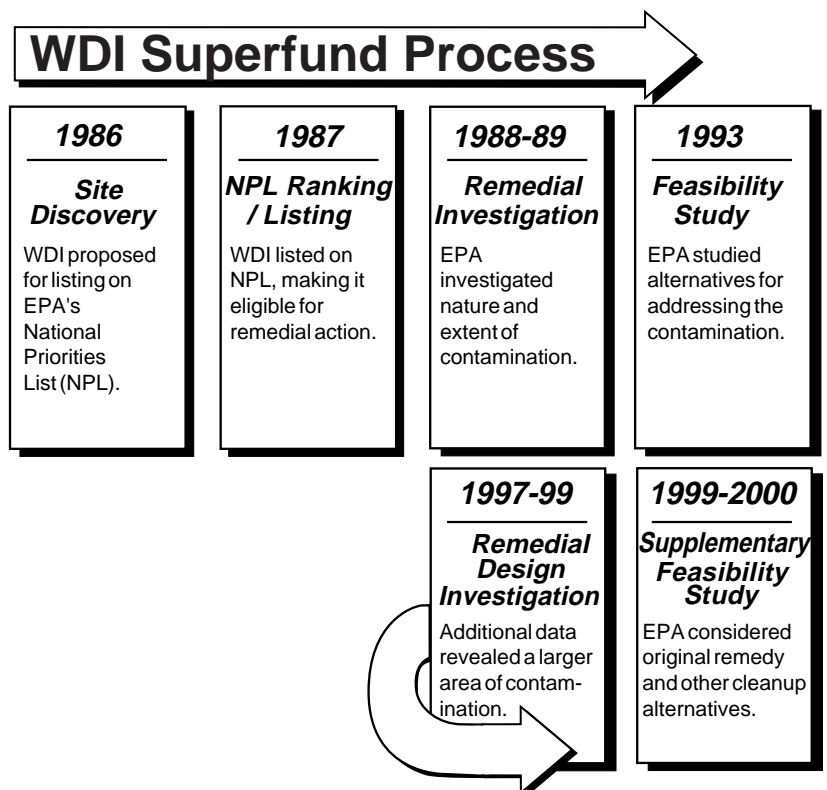 WDI Superfund Process
1986
Site
Discovery
WDI proposed
for listing on
EPA's
National
Priorities
List (NPL).
1987
NPL Ranking
/ Listing
WDI listed on
NPL, making it
eligible for
remedial action.
1988-89
Remedial
Investigation
EPA
investigated
nature and
extent of
contamination.
1993
Feasibility
Study
EPA studied
alternatives for
addressing the
contamination.
1997-99
Remedial
Design
Investigation
Additional data
revealed a larger
area of contam-
ination.
1999-2000
Supplementary
Feasibility
Study
EPA considered
original remedy
and other cleanup
alternatives.